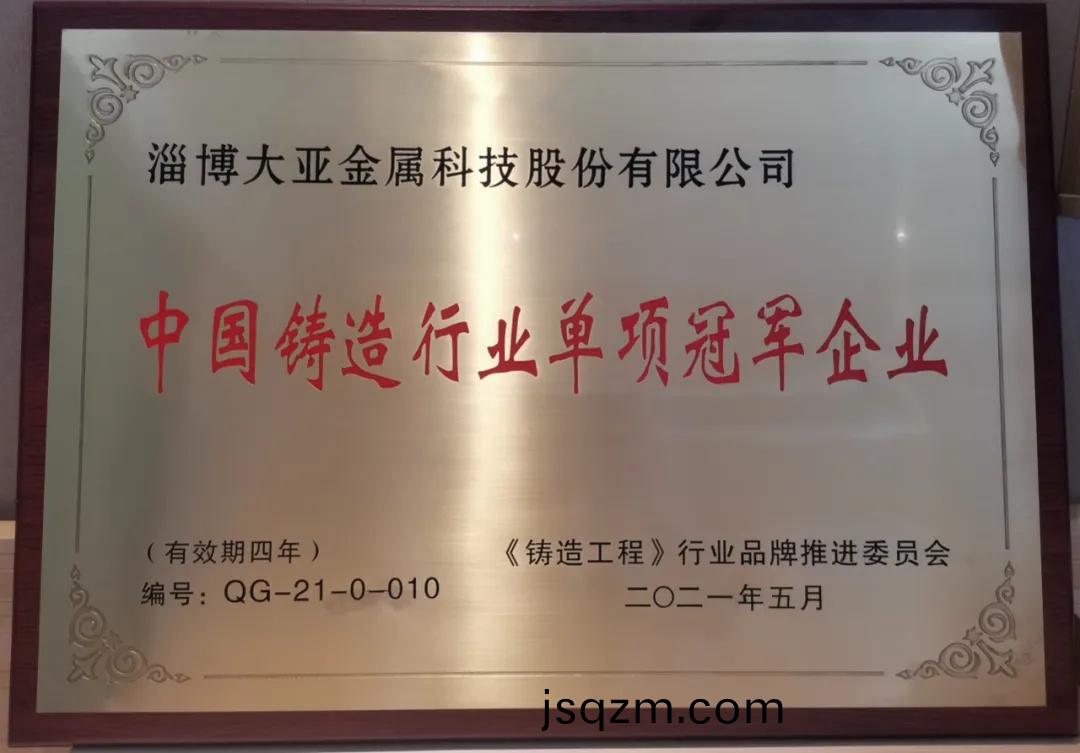 淄博大亚金属科技股份有限公司
中国铸造行业单项冠军企业
（有效期四年）
编号：QG-21-0-010
《铸造工程》行业品牌推进委员会
二〇二一年五月
jsqzm.com